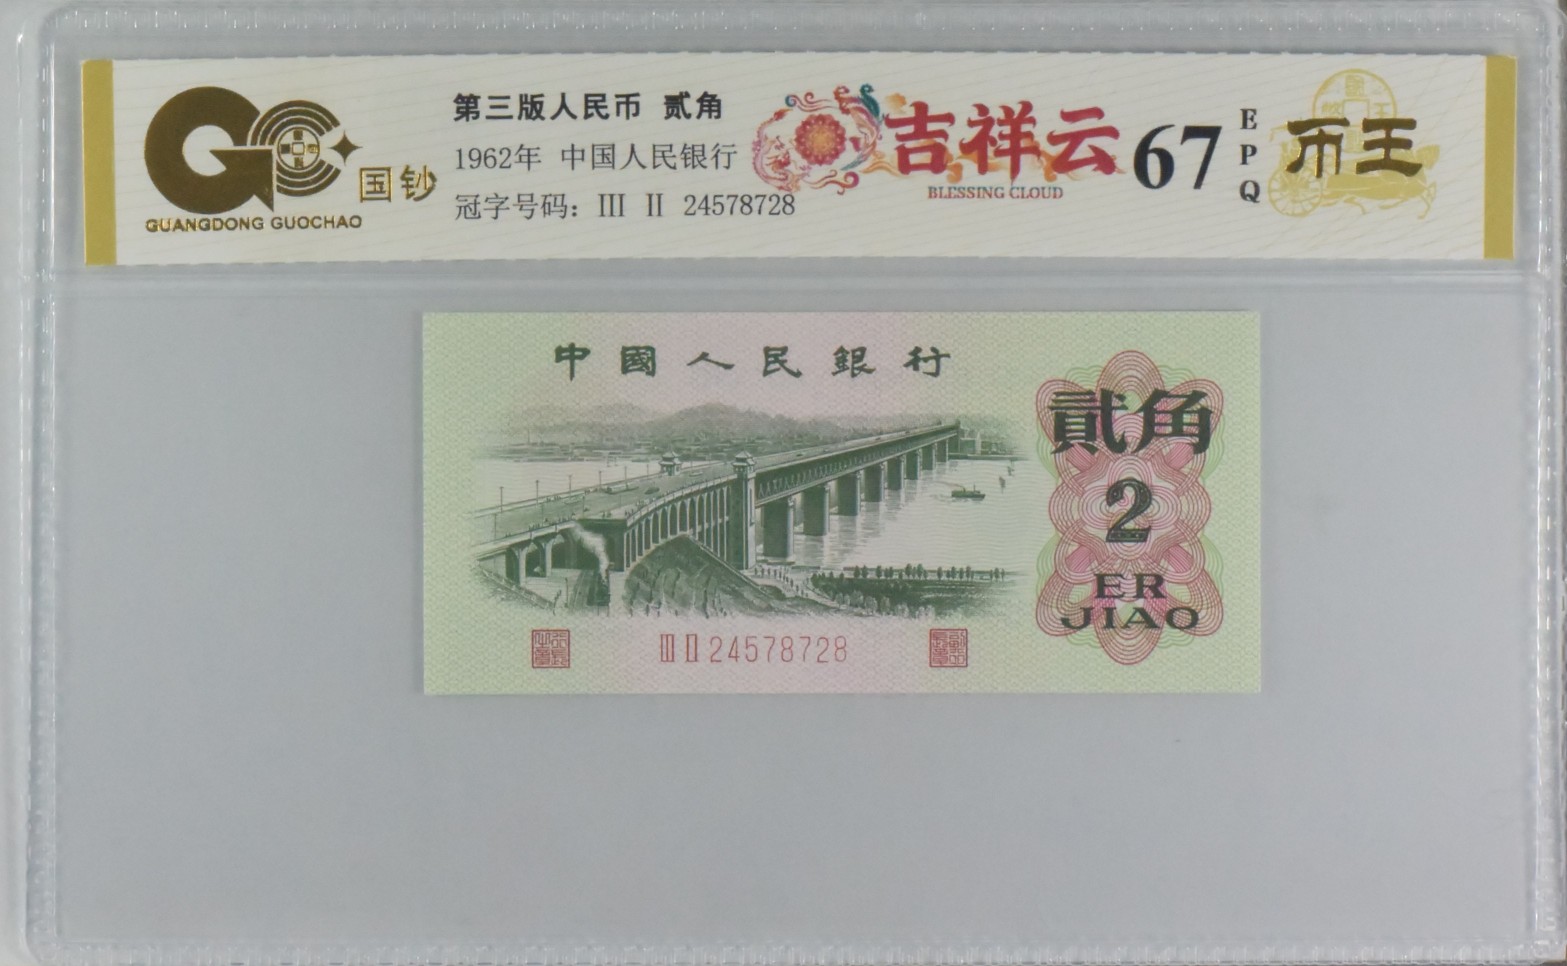 GC
国钞
GUANGDONG GUOCHAO
第三版人民币 贰角
1962年 中国人民银行
冠字号码：III II 24578728
吉祥云
BLESSING CLOUD
67
EPQ
币王
中國人民銀行
貳角
2
ER
JIAO
III II 24578728